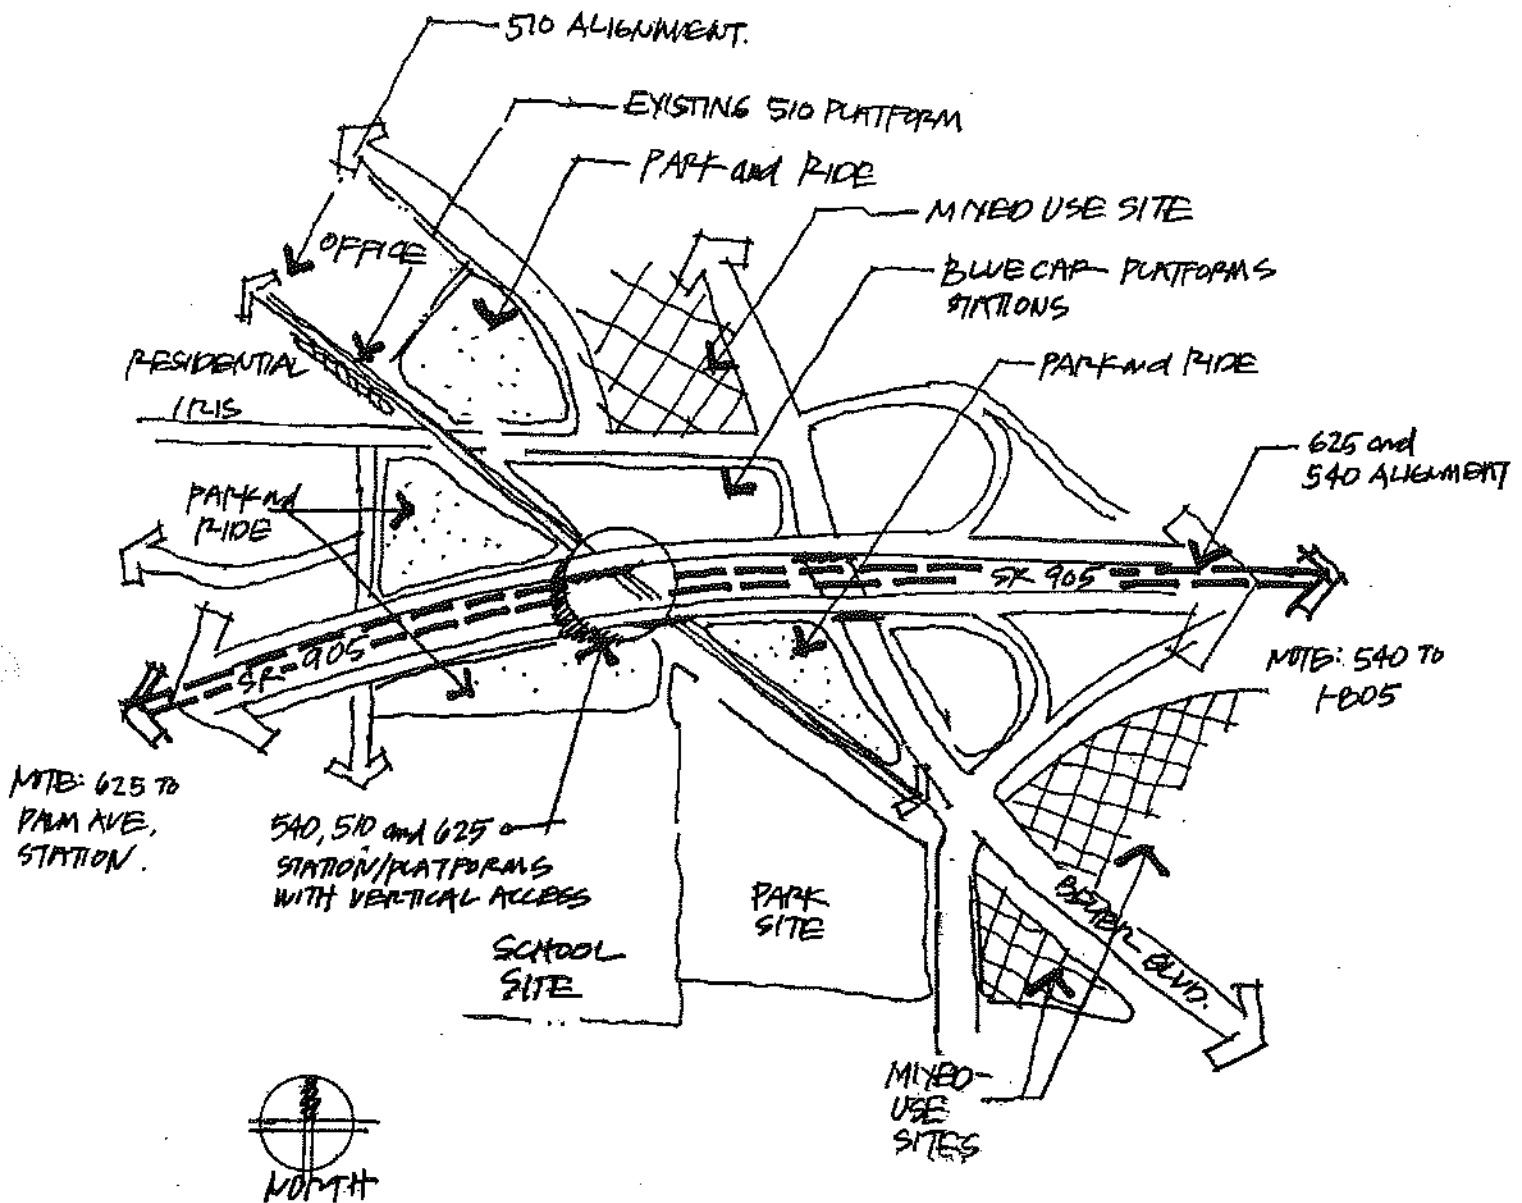 510 ALIGNMENT.
EXISTING 510 PLATFORM
PARK and RIDE
MIXED USE SITE
OFFICE
BLUE CAR PLATFORMS
STATIONS
RESIDENTIAL
PARK and RIDE
IRIS
625 and
540 ALIGNMENT
PARK and
RIDE
SR 905
SR 905
NOTE: 540 TO
I-805
NOTE: 625 TO
PALM AVE.
STATION.
540, 510 and 625
STATION/PLATFORMS
WITH VERTICAL ACCESS
PARK
SITE
BEYER BLVD.
SCHOOL
SITE
MIXED-
USE
SITES
NORTH